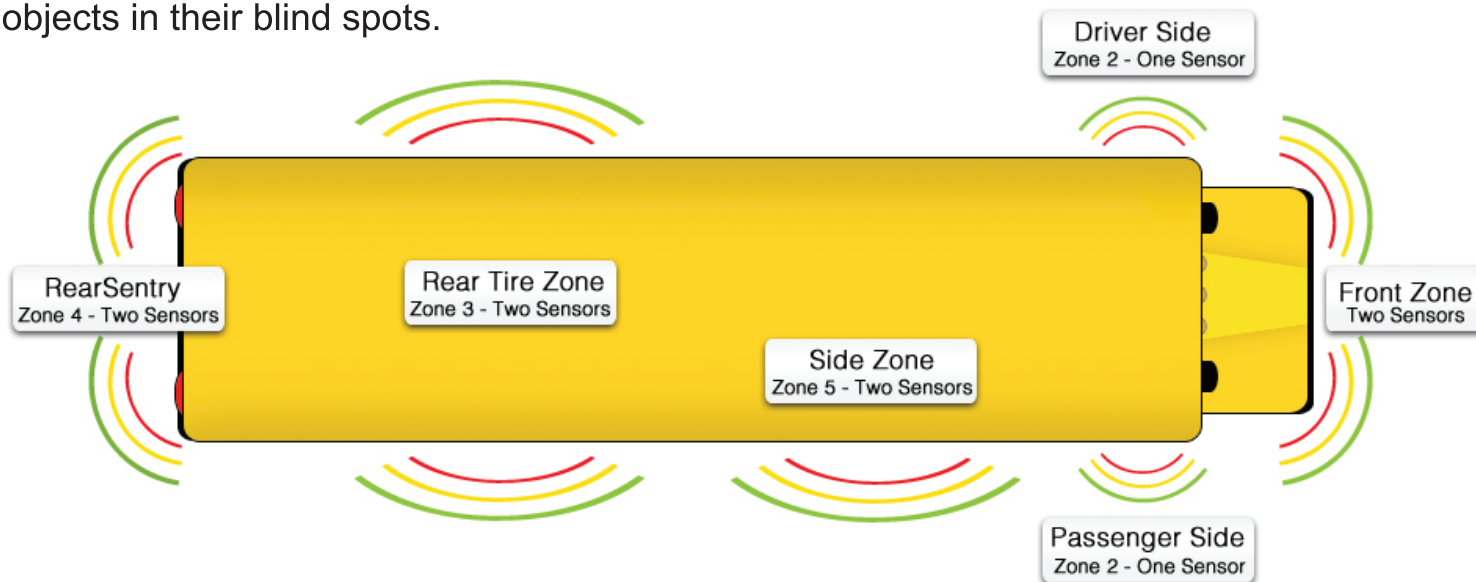 objects in their blind spots.
Driver Side
Zone 2 - One Sensor
RearSentry
Zone 4 - Two Sensors
Rear Tire Zone
Zone 3 - Two Sensors
Side Zone
Zone 5 - Two Sensors
Front Zone
Two Sensors
Passenger Side
Zone 2 - One Sensor